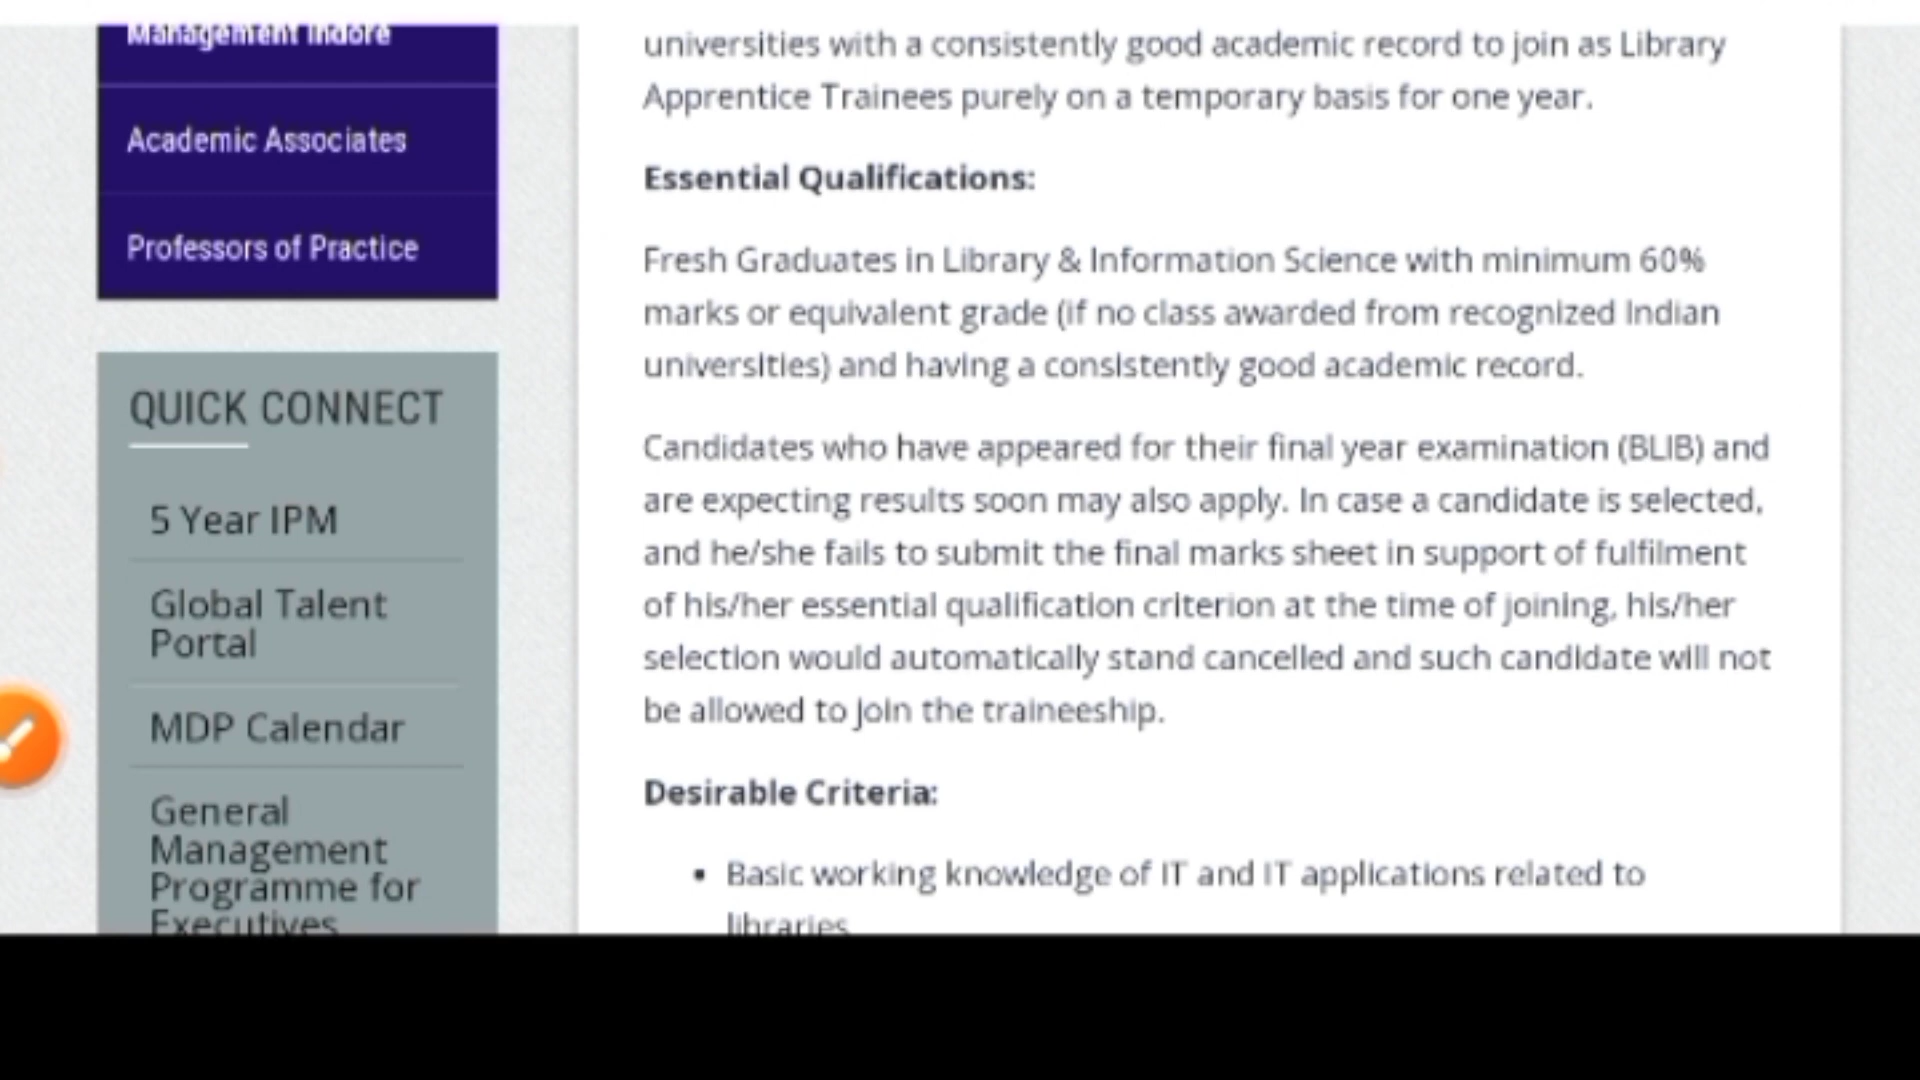 Management Indore
Academic Associates
Professors of Practice
QUICK CONNECT
5 Year IPM
Global Talent
Portal
MDP Calendar
General
Management
Programme for
Executives
universities with a consistently good academic record to join as Library
Apprentice Trainees purely on a temporary basis for one year.
Essential Qualifications:
Fresh Graduates in Library & Information Science with minimum 60%
marks or equivalent grade (if no class awarded from recognized Indian
universities) and having a consistently good academic record.
Candidates who have appeared for their final year examination (BLIB) and
are expecting results soon may also apply. In case a candidate is selected,
and he/she fails to submit the final marks sheet in support of fulfilment
of his/her essential qualification criterion at the time of joining, his/her
selection would automatically stand cancelled and such candidate will not
be allowed to join the traineeship.
Desirable Criteria:
• Basic working knowledge of IT and IT applications related to
libraries